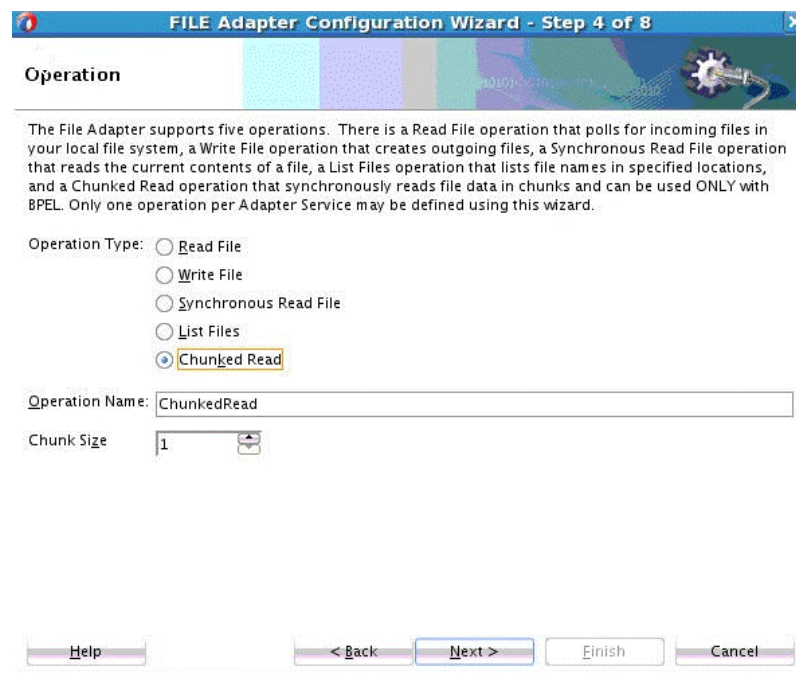 FILE Adapter Configuration Wizard - Step 4 of 8
Operation
The File Adapter supports five operations. There is a Read File operation that polls for incoming files in
your local file system, a Write File operation that creates outgoing files, a Synchronous Read File operation
that reads the current contents of a file, a List Files operation that lists file names in specified locations,
and a Chunked Read operation that synchronously reads file data in chunks and can be used ONLY with
BPEL. Only one operation per Adapter Service may be defined using this wizard.
Operation Type: Read File
Write File
Synchronous Read File
List Files
Chunked Read
Operation Name: ChunkedRead
Chunk Size 1
Help < Back Next > Finish Cancel